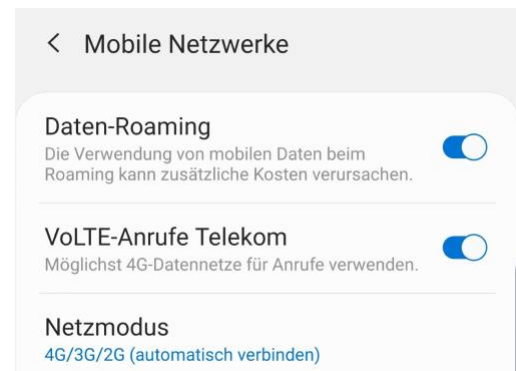 Mobile Netzwerke
Daten-Roaming
Die Verwendung von mobilen Daten beim
Roaming kann zusätzliche Kosten verursachen.
VoLTE-Anrufe Telekom
Möglichst 4G-Datennetze für Anrufe verwenden.
Netzmodus
4G/3G/2G (automatisch verbinden)